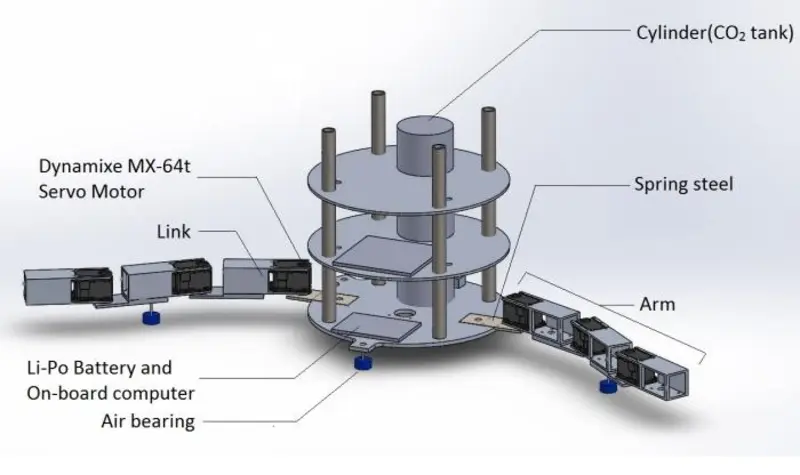 Cylinder(CO₂ tank)
Dynamixe MX-64t
Servo Motor
Spring steel
Link
Arm
Li-Po Battery and
On-board computer
Air bearing